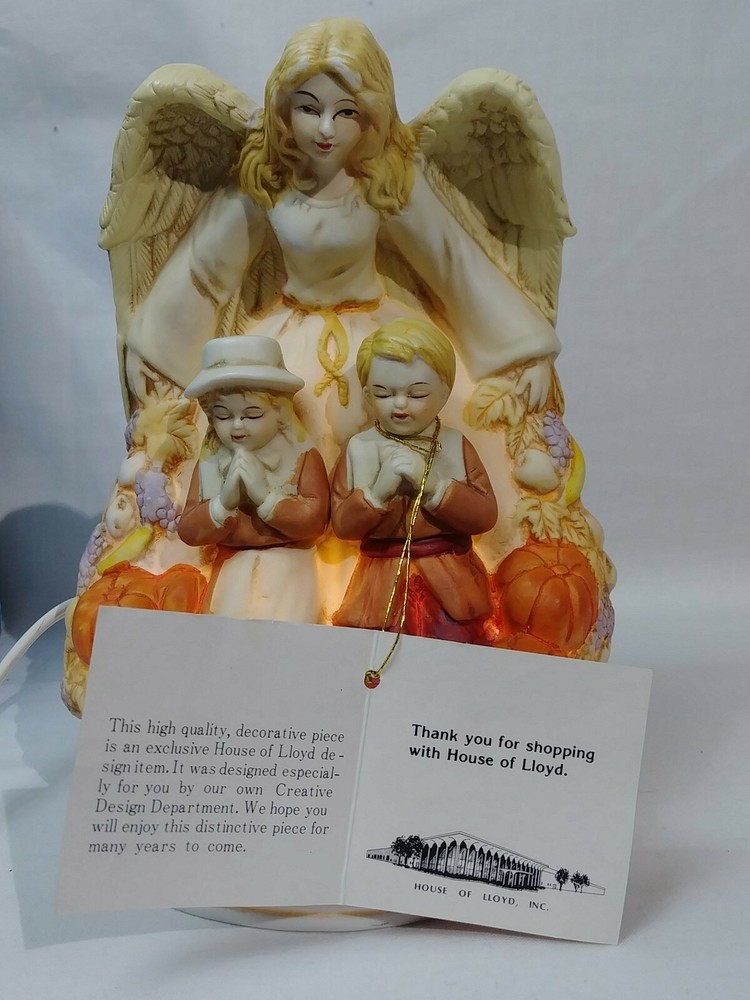 This high quality, decorative piece
is an exclusive House of Lloyd de-
sign item. It was designed especial-
ly for you by our own Creative
Design Department. We hope you
will enjoy this distinctive piece for
many years to come.
Thank you for shopping
with House of Lloyd.
HOUSE OF LLOYD, INC.